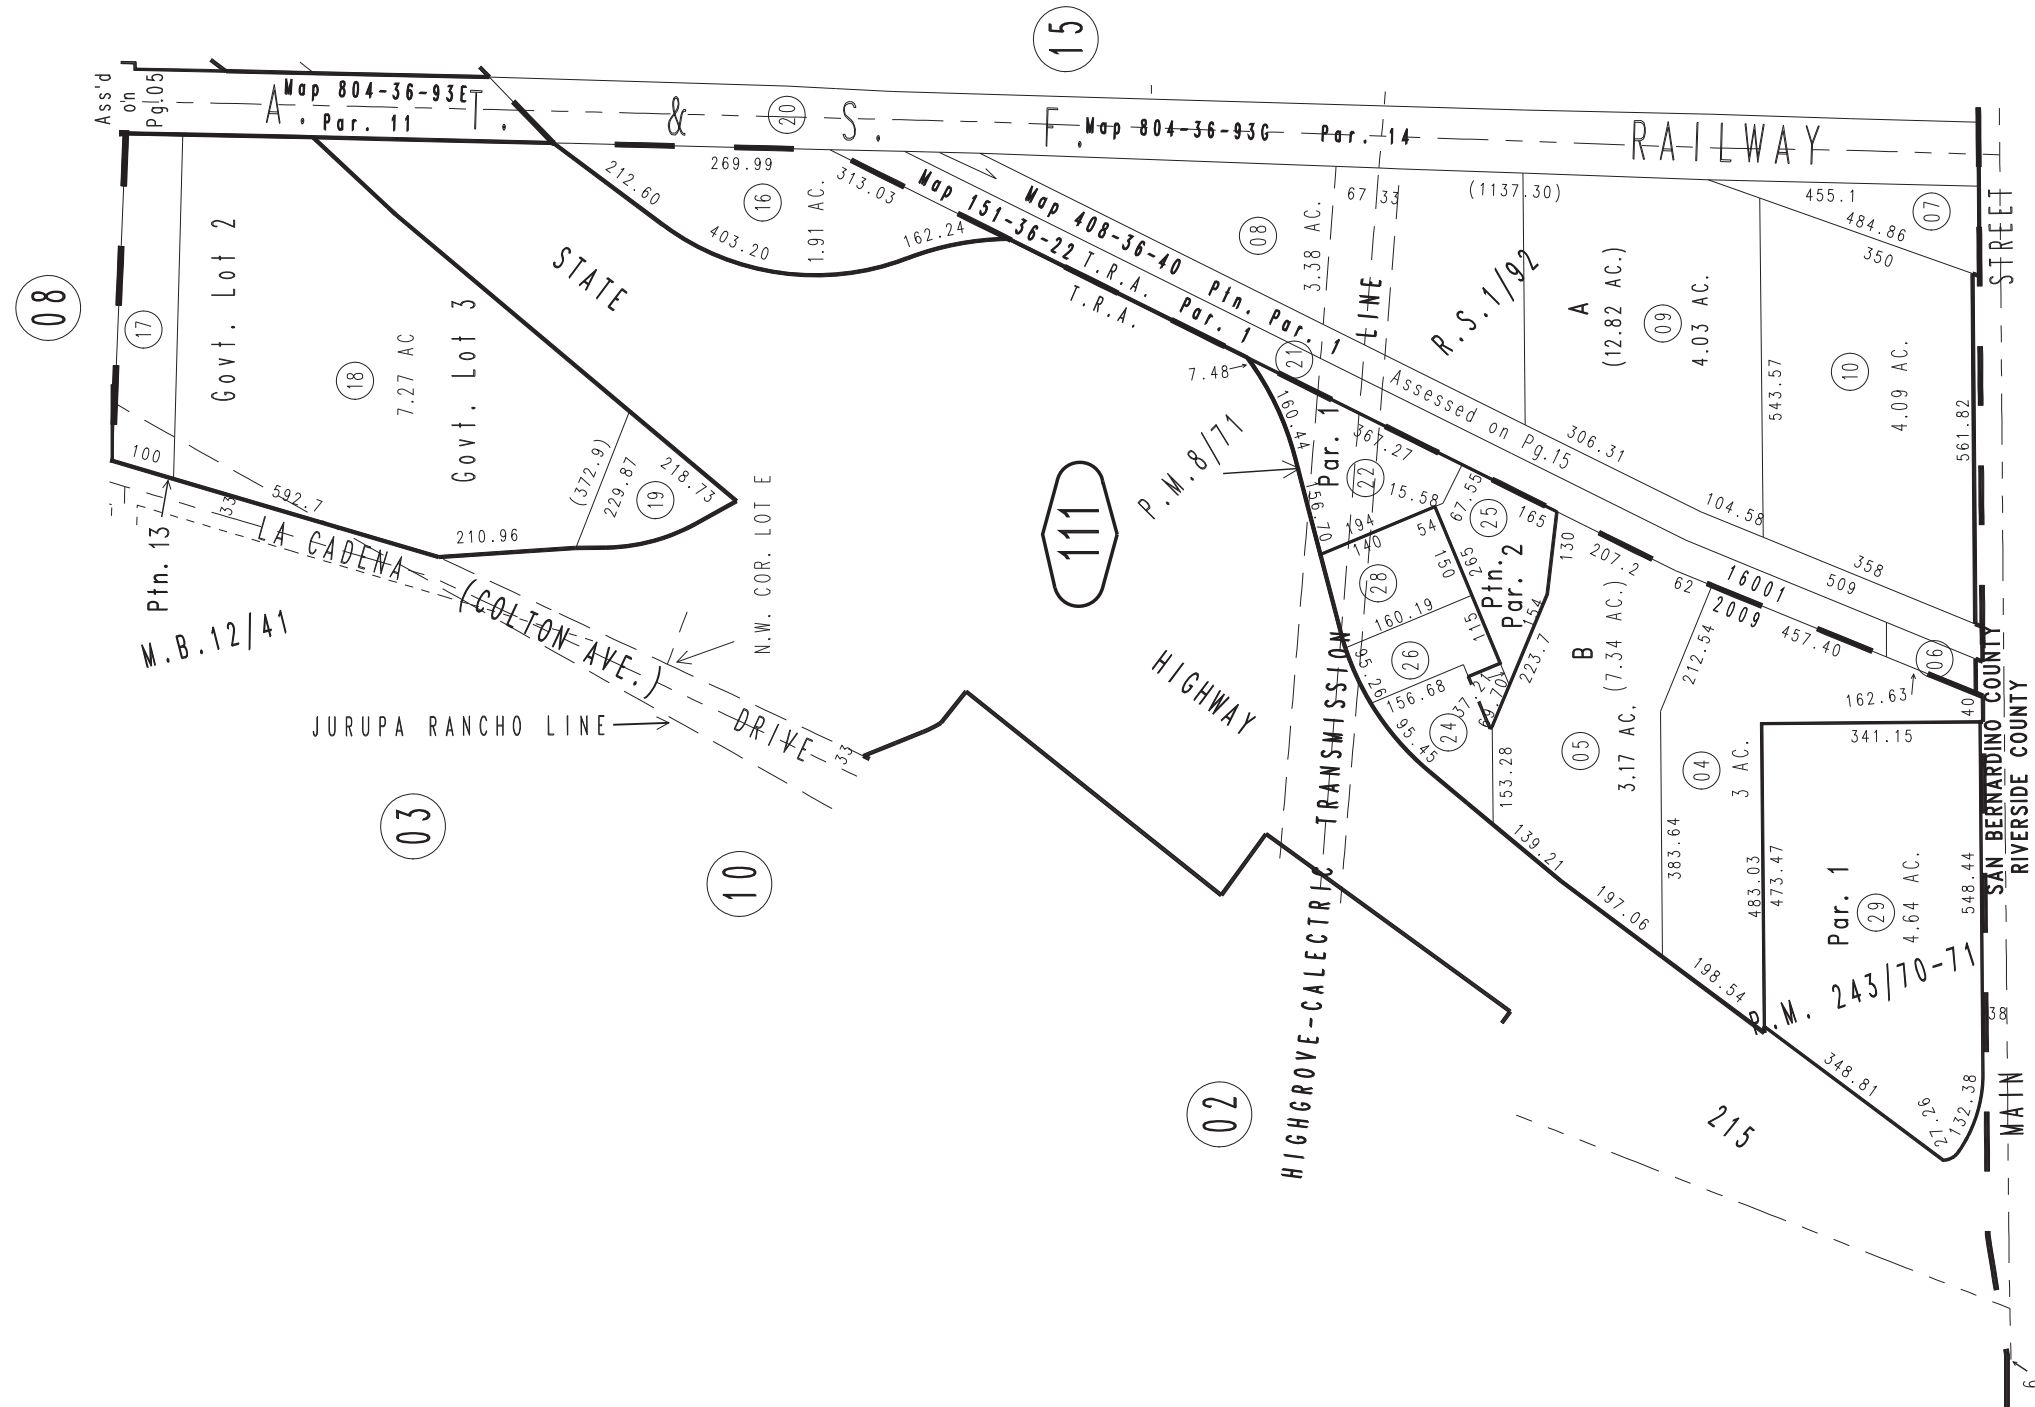 15
Ass'd
on
Pg.05
Map 804-36-93E
Par. 11
A. T. & S. F. RAILWAY
20
Map 804-36-93G Par. 14
08
17
Govt. Lot 2
18
7.27 AC
Govt. Lot 3
STATE
212.60
269.99
16
1.91 AC.
403.20
313.03
162.24
Map 151-36-22
Par. 1
T.R.A.
T.R.A.
Map 408-36-40
Ptn. Par. 1
08
3.38 AC.
67
33
(1137.30)
R.S.1/92
A
(12.82 AC.)
09
4.03 AC.
455.1
484.86
350
07
543.57
10
4.09 AC.
561.82
STREET
100
592.7
(372.9)
229.87
218.73
19
210.96
33
LA CADENA
(COLTON AVE.)
DRIVE
33
Ptn. 13
M.B.12/41
N.W. COR. LOT E
JURUPA RANCHO LINE
03
10
111
HIGHWAY
P.M.8/71
7.48
21
160.44
Par. 1
367.27
22
15.58
156.70
194
54
140
67.55
25
165
Assessed on Pg.15
306.31
104.58
358
509
130
207.2
62
16001
2009
457.40
06
162.63
40
28
150
265
Ptn.
Par. 2
160.19
115
154
26
95.26
156.68
37.21
69.70
223.7
24
95.45
153.28
B
(7.34 AC.)
05
3.17 AC.
212.54
04
3 AC.
383.64
139.21
197.06
198.54
341.15
483.03
473.47
Par. 1
29
4.64 AC.
548.44
P.M. 243/70-71
348.81
27.26
132.38
38
SAN BERNARDINO COUNTY
RIVERSIDE COUNTY
MAIN
HIGHGROVE-CALECTRIC TRANSMISSION LINE
02
215